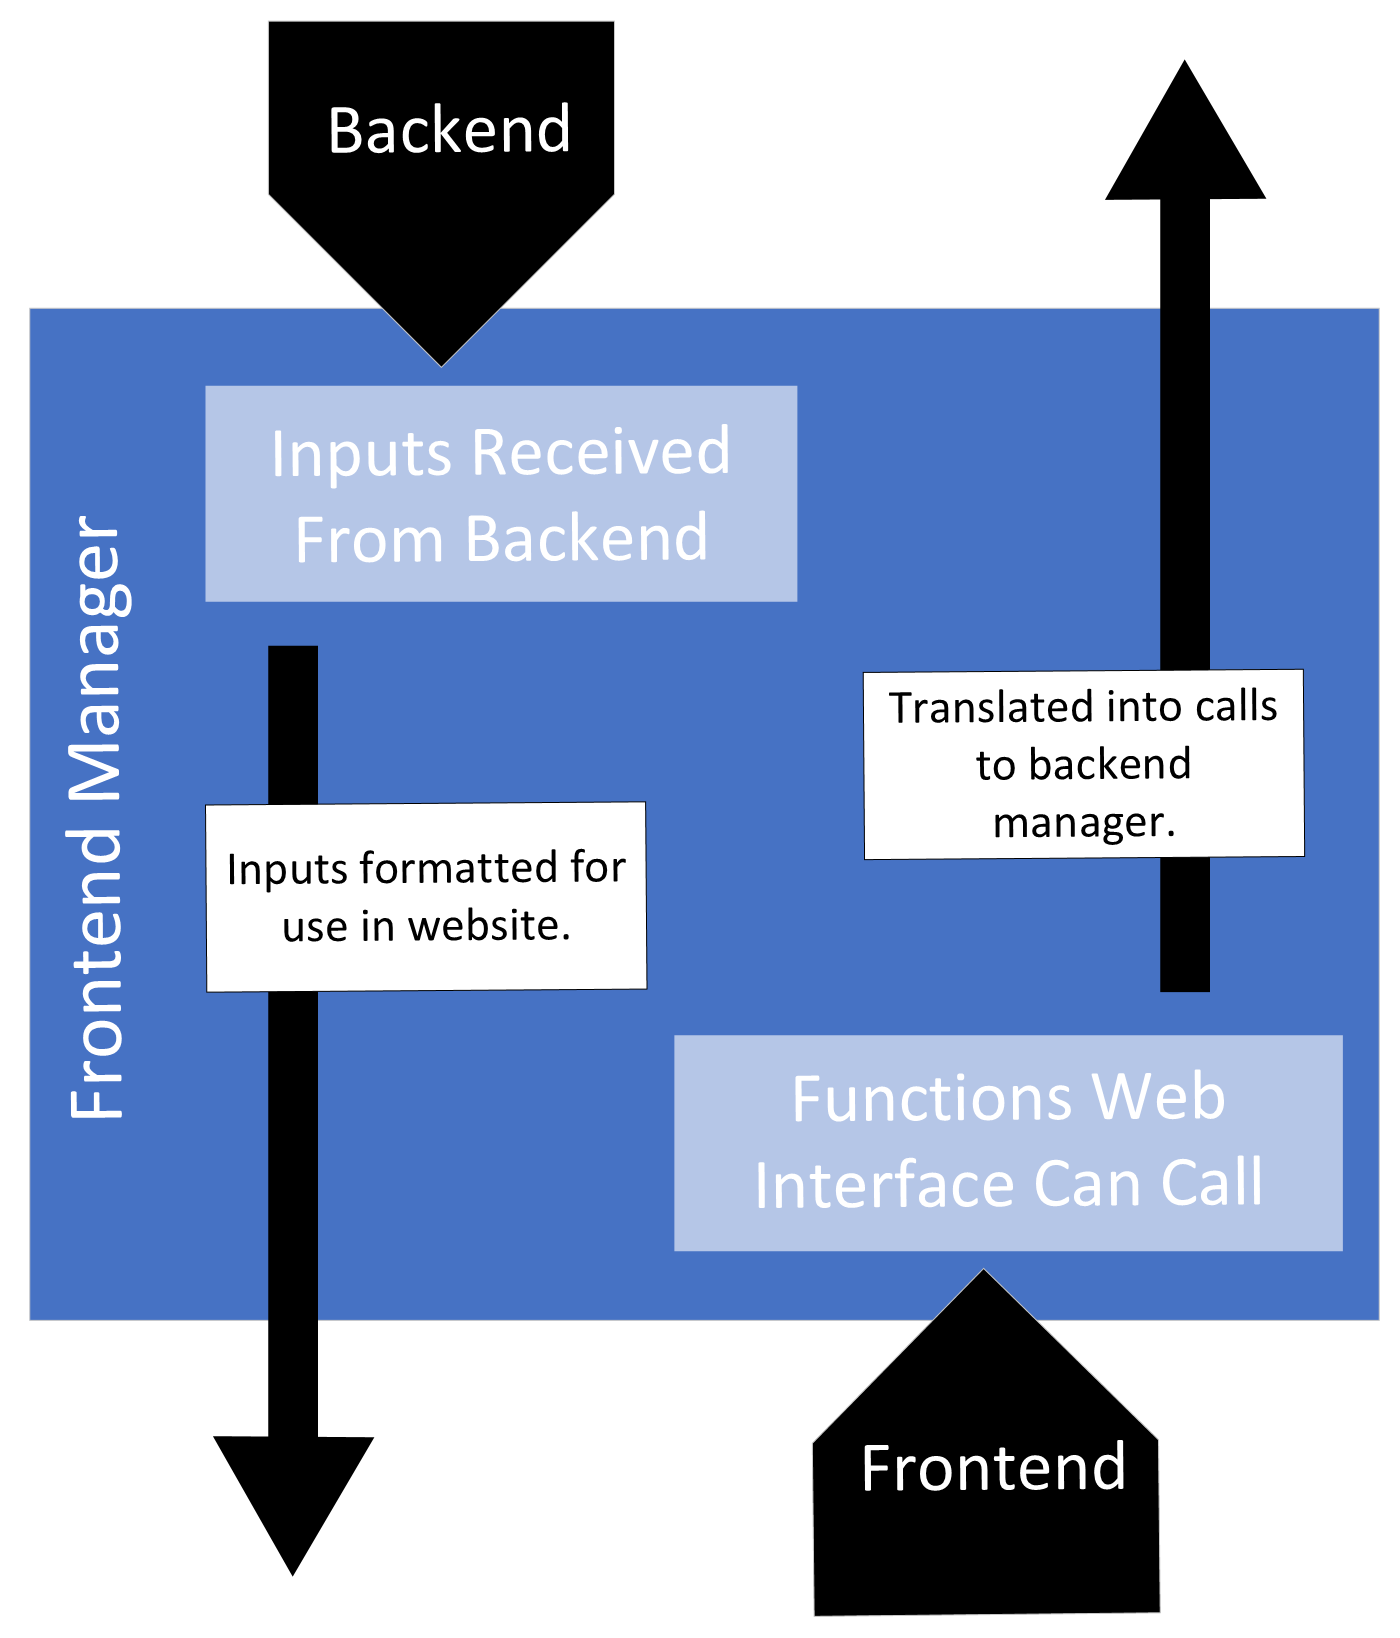 Backend
Inputs Received
From Backend
Frontend Manager
Translated into calls
to backend
manager.
Inputs formatted for
use in website.
Functions Web
Interface Can Call
Frontend